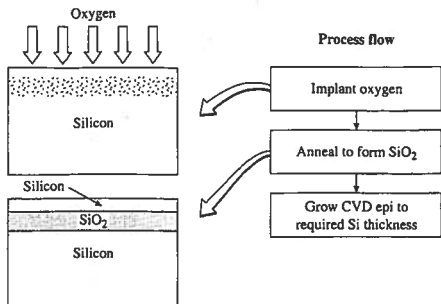 Oxygen
Silicon
Silicon
SiO₂
Silicon
Process flow
Implant oxygen
Anneal to form SiO₂
Grow CVD epi to
required Si thickness